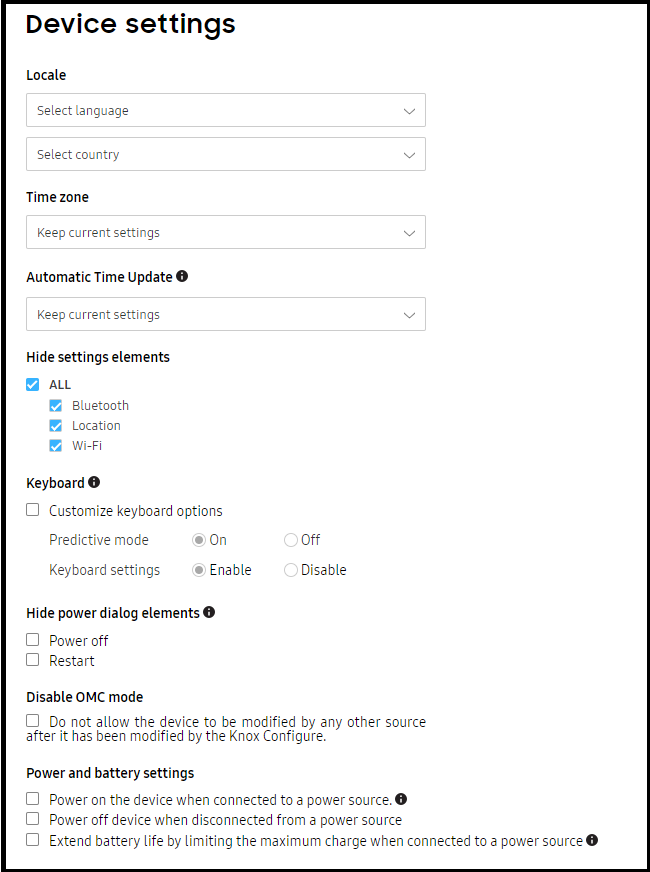 Device settings
Locale
Select language
Select country
Time zone
Keep current settings
Automatic Time Update
Keep current settings
Hide settings elements
ALL
Bluetooth
Location
Wi-Fi
Keyboard
Customize keyboard options
Predictive mode On Off
Keyboard settings Enable Disable
Hide power dialog elements
Power off
Restart
Disable OMC mode
Do not allow the device to be modified by any other source
after it has been modified by the Knox Configure.
Power and battery settings
Power on the device when connected to a power source.
Power off device when disconnected from a power source
Extend battery life by limiting the maximum charge when connected to a power source